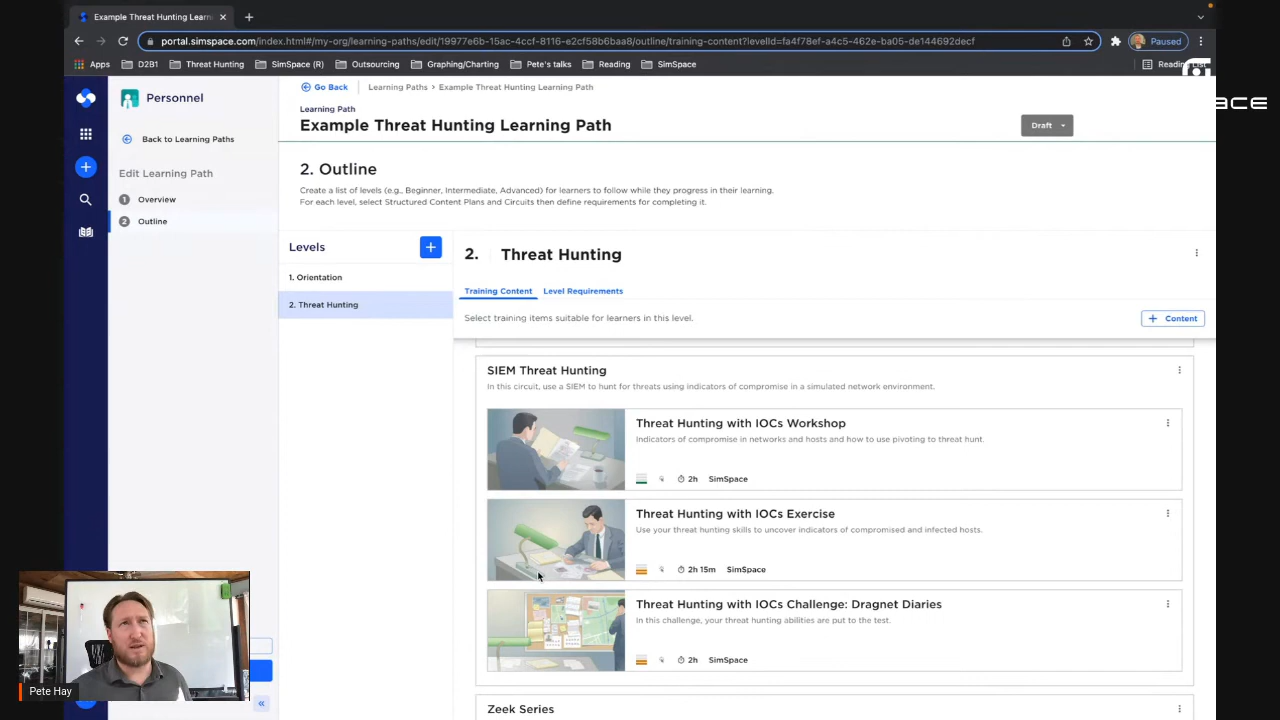 Example Threat Hunting Learn
portal.simspace.com/index.html#/my-org/learning-paths/edit/19977e6b-15ac-4ccf-8116-e2cf58b6baa8/outline/training-content?levelId=fa4f78ef-a4c5-462e-ba05-de144692decf
Paused
Apps
D2B1
Threat Hunting
SimSpace (R)
Outsourcing
Graphing/Charting
Pete's talks
Reading
SimSpace
Reading List
ACE
Personnel
Go Back
Learning Paths > Example Threat Hunting Learning Path
Learning Path
Example Threat Hunting Learning Path
Draft
Back to Learning Paths
Edit Learning Path
1 Overview
2 Outline
2. Outline
Create a list of levels (e.g., Beginner, Intermediate, Advanced) for learners to follow while they progress in their learning.
For each level, select Structured Content Plans and Circuits then define requirements for completing it.
Levels
1. Orientation
2. Threat Hunting
2. Threat Hunting
Training Content
Level Requirements
Select training items suitable for learners in this level.
+ Content
SIEM Threat Hunting
In this circuit, use a SIEM to hunt for threats using indicators of compromise in a simulated network environment.
Threat Hunting with IOCs Workshop
Indicators of compromise in networks and hosts and how to use pivoting to threat hunt.
2h SimSpace
Threat Hunting with IOCs Exercise
Use your threat hunting skills to uncover indicators of compromised and infected hosts.
2h 15m SimSpace
Threat Hunting with IOCs Challenge: Dragnet Diaries
In this challenge, your threat hunting abilities are put to the test.
2h SimSpace
Zeek Series
Pete Hay